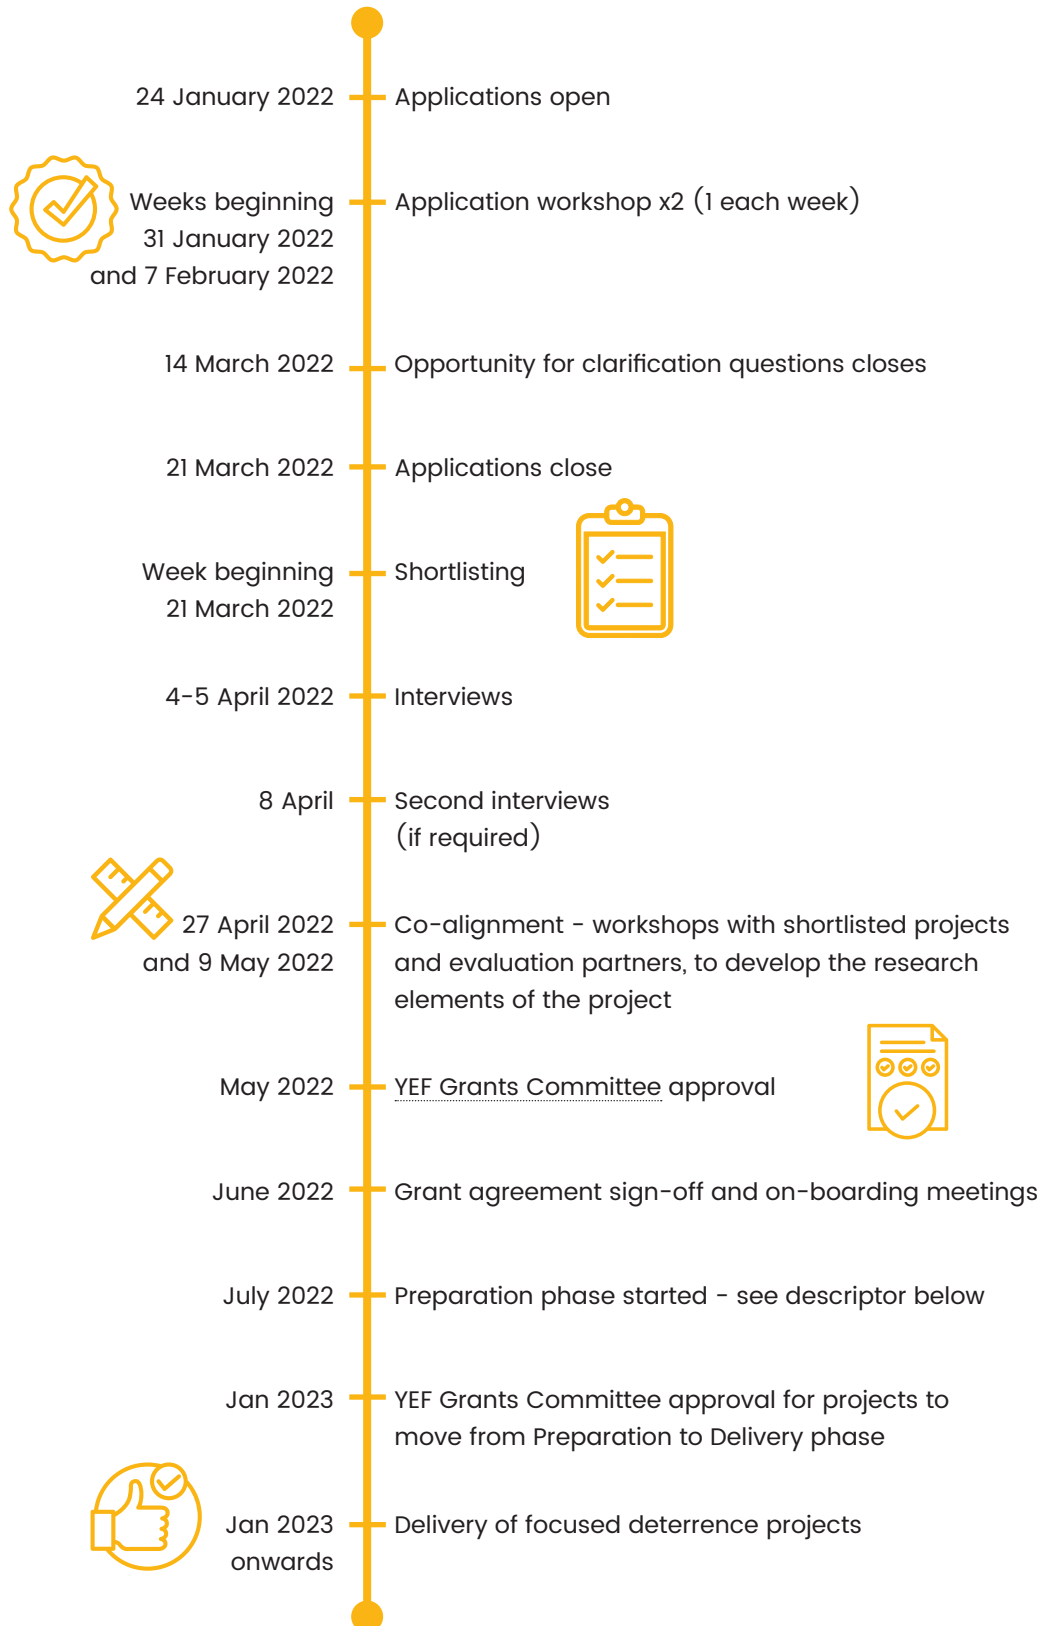 24 January 2022 Applications open
Weeks beginning Application workshop x2 (1 each week)
31 January 2022
and 7 February 2022
14 March 2022 Opportunity for clarification questions closes
21 March 2022 Applications close
Week beginning Shortlisting
21 March 2022
4-5 April 2022 Interviews
8 April Second interviews
(if required)
27 April 2022 Co-alignment - workshops with shortlisted projects
and 9 May 2022 and evaluation partners, to develop the research
elements of the project
May 2022 YEF Grants Committee approval
June 2022 Grant agreement sign-off and on-boarding meetings
July 2022 Preparation phase started - see descriptor below
Jan 2023 YEF Grants Committee approval for projects to
move from Preparation to Delivery phase
Jan 2023 Delivery of focused deterrence projects
onwards